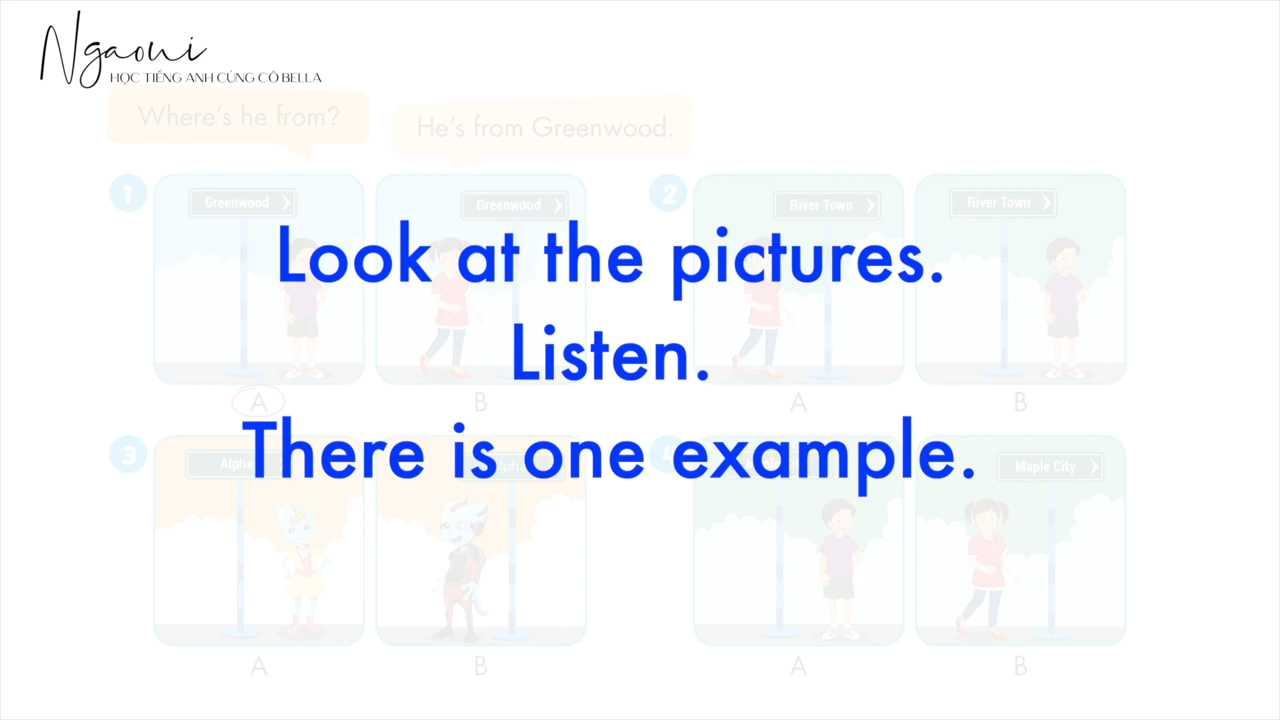 Ngaoni
HỌC TIẾNG ANH CÙNG CÔ BELLA
Where's he from?
He's from Greenwood.
1
Greenwood
Greenwood
2
River Town
River Town
Look at the pictures.
Listen.
There is one example.
A
B
A
B
3
4
Maple City
A
B
A
B